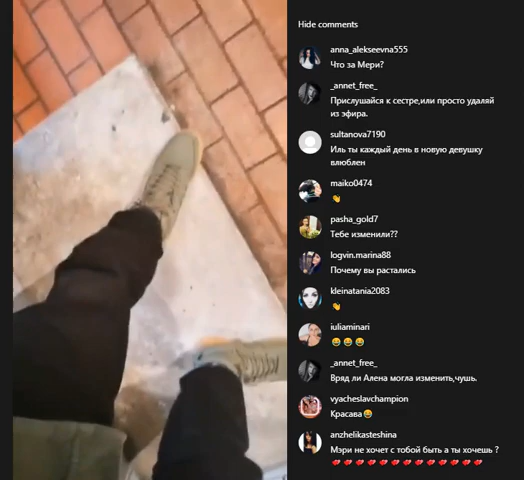 Hide comments
anna_alekseevna555
Что за Мери?
_annet_free_
Прислушайся к сестре,или просто удаляй
из эфира.
sultanova7190
Иль ты каждый день в новую девушку
влюблен
maiko0474
👏
pasha_gold7
Тебе изменили??
logvin.marina88
Почему вы растались
kleinatania2083
👏
iuliaminari
😂 😂 😂
_annet_free_
Вряд ли Алена могла изменить,чушь.
vyacheslavchampion
Красава😂
anzhelikasteshina
Мэри не хочет с тобой быть а ты хочешь ?